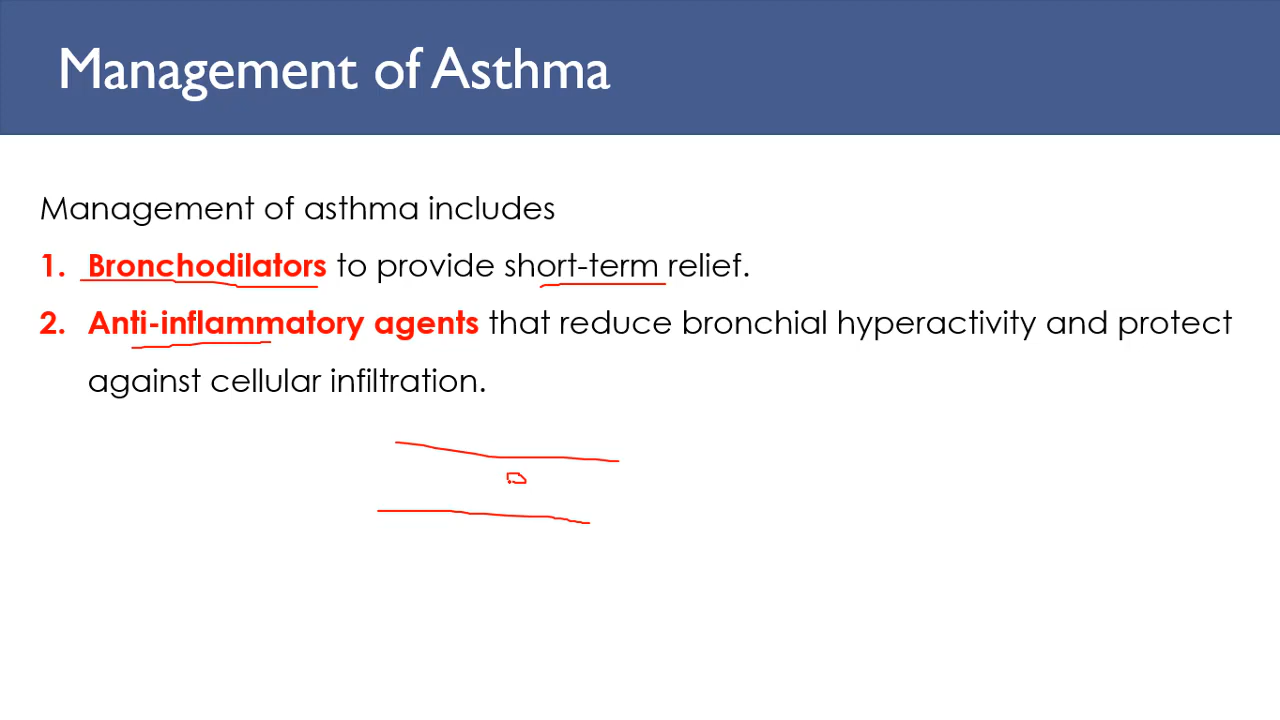 Management of Asthma
Management of asthma includes
1. Bronchodilators to provide short-term relief.
2. Anti-inflammatory agents that reduce bronchial hyperactivity and protect
against cellular infiltration.